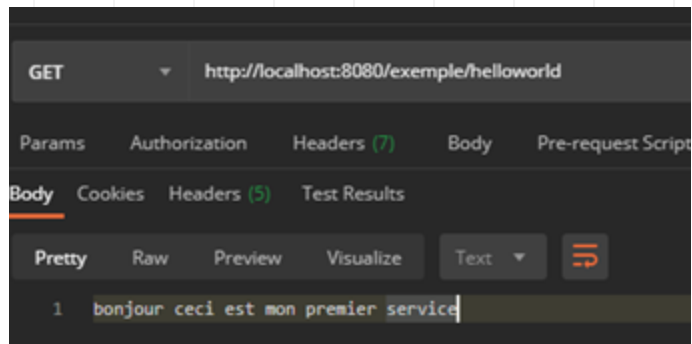 GET http://localhost:8080/exemple/helloworld
Params Authorization Headers (7) Body Pre-request Script
Body Cookies Headers (5) Test Results
Pretty Raw Preview Visualize Text
1 bonjour ceci est mon premier service